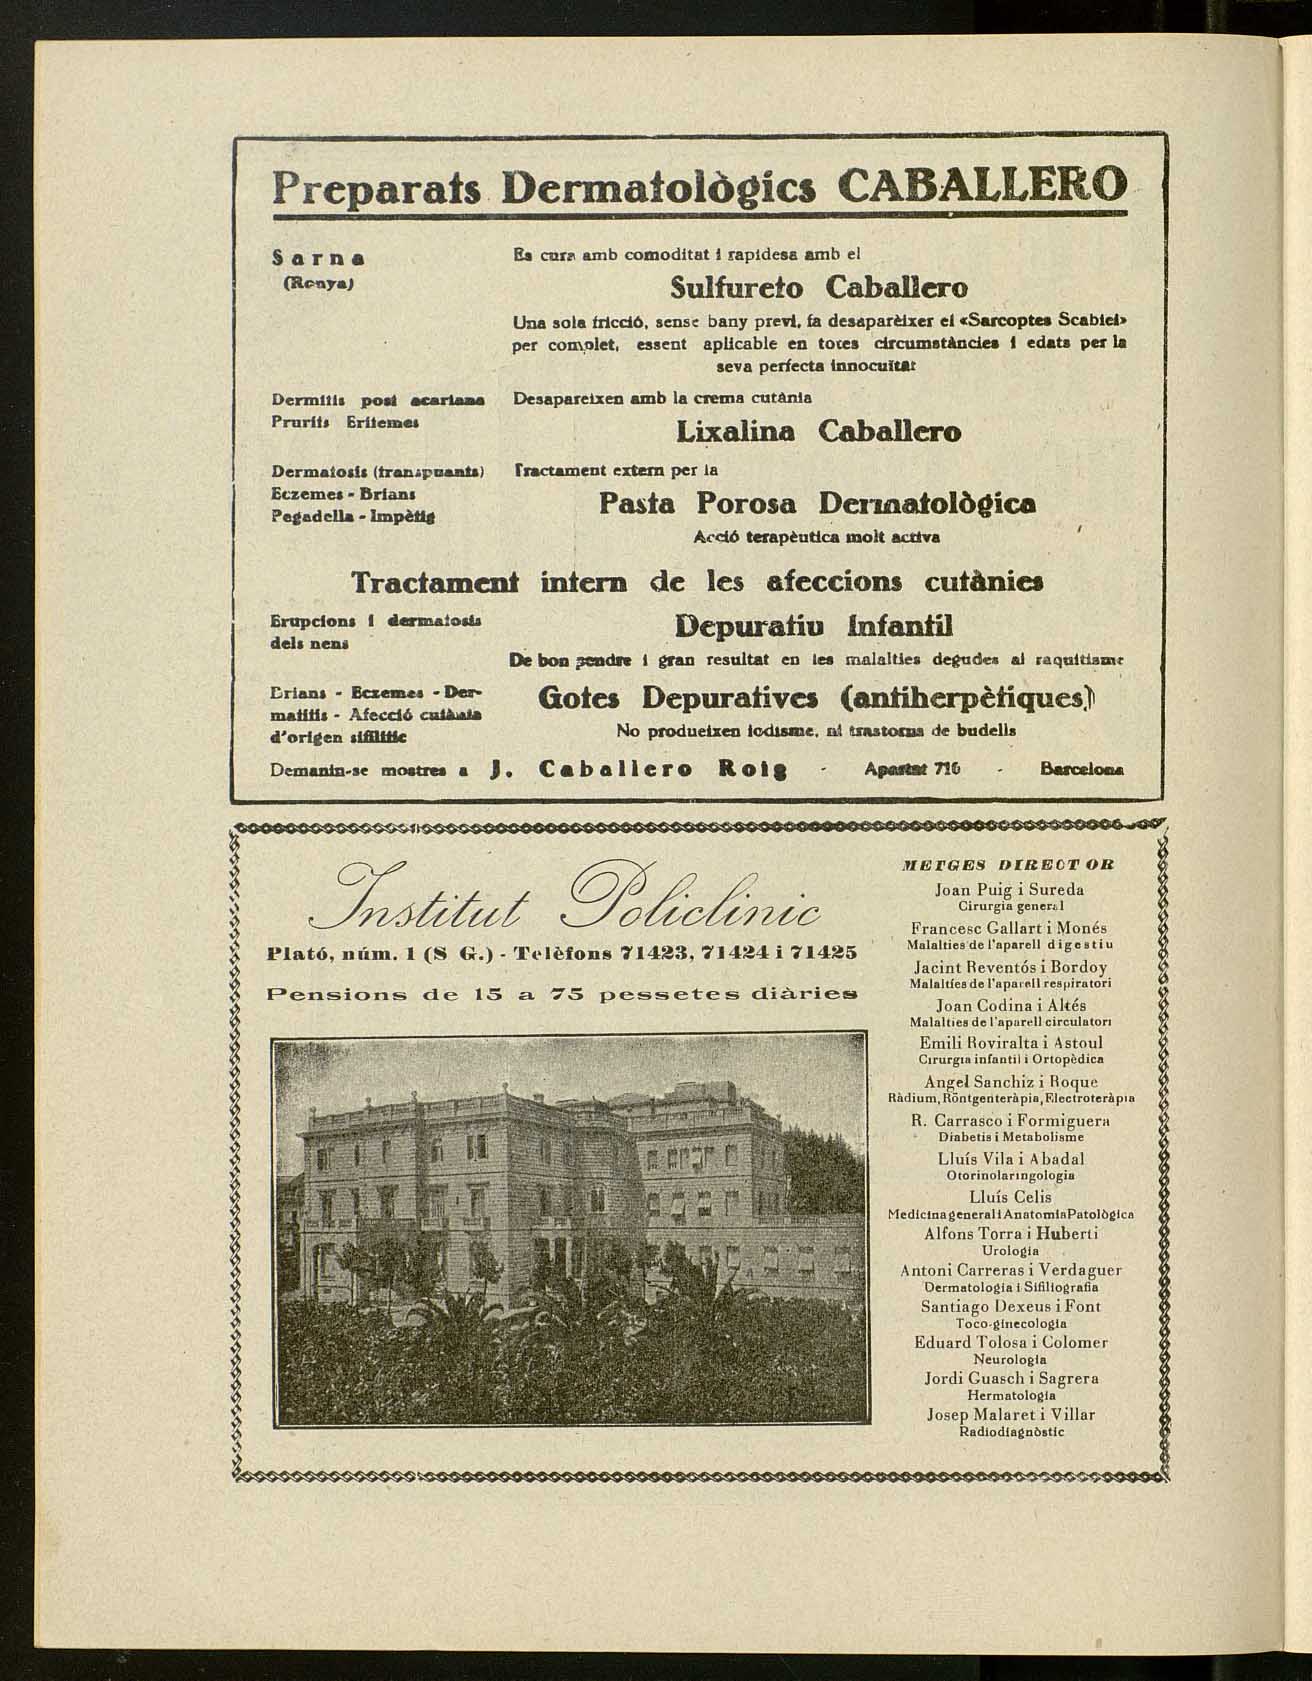 Preparats Dermatològics CABALLERO
Sarna
(Ronya)
Es cura amb comoditat i rapidesa amb el
Sulfureto Caballero
Una sola fricció, sense bany previ, fa desaparèixer el «Sarcoptes Scabiei»
per complet, essent aplicable en totes circumstàncies i edats per la
seva perfecta innocuïtat
Dermitis post acariana
Prurits Eritemes
Desapareixen amb la crema cutània
Lixalina Caballero
Dermatosis (transpuants)
Eczemes - Brians
Pegadella - Impètig
Tractament extern per la
Pasta Porosa Dermatològica
Acció terapèutica molt activa
Tractament intern de les afeccions cutànies
Erupcions i dermatosis
dels nens
Depuratiu Infantil
De bon pendre i gran resultat en les malalties degudes al raquitisme
Brians - Eczemes - Der-
matitis - Afecció cutània
d'origen sifilític
Gotes Depuratives (antiherpètiques)
No produeixen iodisme, ni trastorns de budells
Demanin-se mostres a J. Caballero Roig - Apartat 710 - Barcelona
Institut Policlinic
Plató, núm. 1 (S G.) - Telèfons 71423, 71424 i 71425
Pensions de 15 a 75 pessetes diàries
METGES DIRECTOR
Joan Puig i Sureda
Cirurgia general
Francesc Gallart i Monés
Malalties de l'aparell digestiu
Jacint Reventós i Bordoy
Malalties de l'aparell respiratori
Joan Codina i Altés
Malalties de l'aparell circulatori
Emili Roviralta i Astoul
Cirurgia infantil i Ortopèdica
Angel Sanchiz i Roque
Ràdium, Röntgenteràpia, Electroteràpia
R. Carrasco i Formiguera
Diabetis i Metabolisme
Lluís Vila i Abadal
Otorinolaringologia
Lluís Celis
Medicina general i Anatomia Patològica
Alfons Torra i Huberti
Urologia
Antoni Carreras i Verdaguer
Dermatologia i Sifiliografia
Santiago Dexeus i Font
Toco-ginecologia
Eduard Tolosa i Colomer
Neurologia
Jordi Guasch i Sagrera
Hermatologia
Josep Malaret i Villar
Radiodiagnòstic